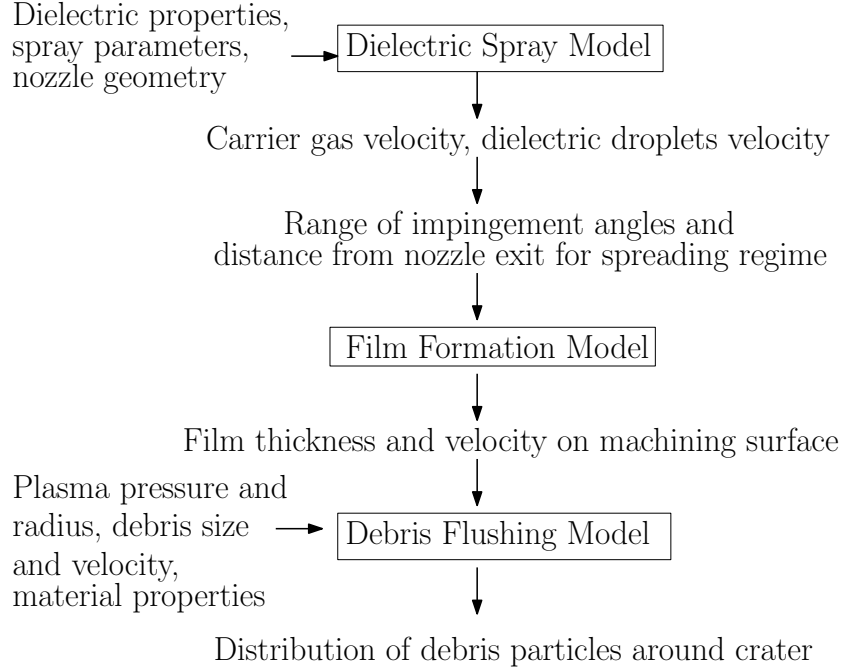 Dielectric properties,
spray parameters,
nozzle geometry
Dielectric Spray Model
Carrier gas velocity, dielectric droplets velocity
Range of impingement angles and
distance from nozzle exit for spreading regime
Film Formation Model
Film thickness and velocity on machining surface
Plasma pressure and
radius, debris size
and velocity,
material properties
Debris Flushing Model
Distribution of debris particles around crater